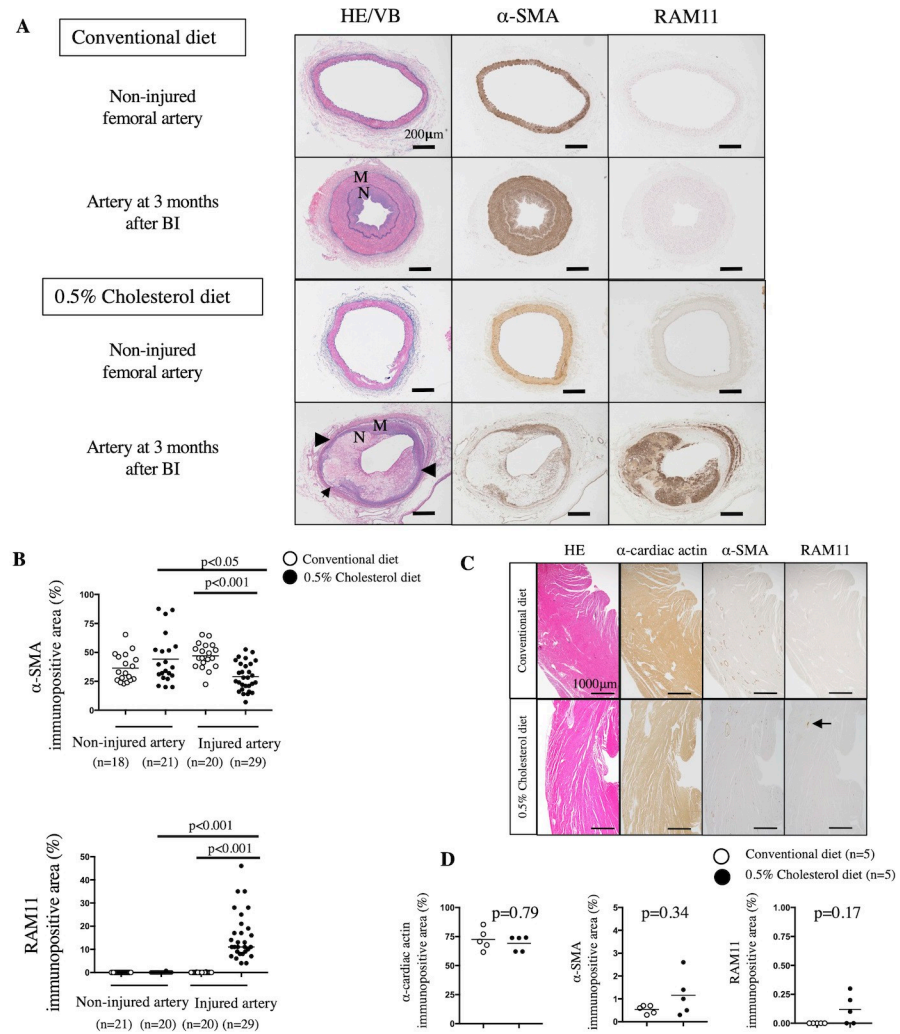 A
HE/VB
α-SMA
RAM11
Conventional diet
Non-injured
femoral artery
200μm
Artery at 3 months
after BI
M
N
0.5% Cholesterol diet
Non-injured
femoral artery
Artery at 3 months
after BI
M
N
B
p<0.05
p<0.001
Conventional diet
0.5% Cholesterol diet
α-SMA
immunopositive area (%)
100
75
50
25
0
Non-injured artery Injured artery
(n=18) (n=21) (n=20) (n=29)
p<0.001
p<0.001
RAM11
immunopositive area (%)
50
40
30
20
10
0
Non-injured artery Injured artery
(n=21) (n=20) (n=20) (n=29)
C
HE α-cardiac actin α-SMA RAM11
Conventional diet
1000μm
0.5% Cholesterol diet
Conventional diet (n=5)
0.5% Cholesterol diet (n=5)
D
α-cardiac actin
immunopositive area (%)
100
75
50
25
0
p=0.79
α-SMA
immunopositive area (%)
5
4
3
2
1
0
p=0.34
RAM11
immunopositive area (%)
1.00
0.75
0.50
0.25
0.00
p=0.17